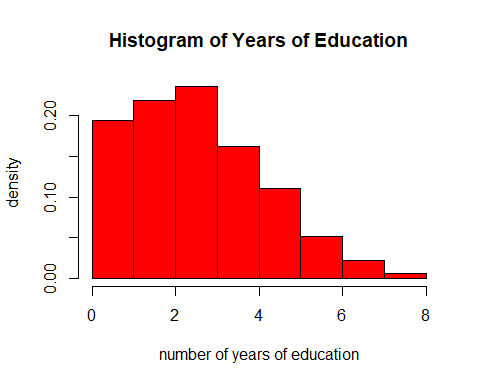 Histogram of Years of Education
density
0.20
0.10
0.00
0 2 4 6 8
number of years of education